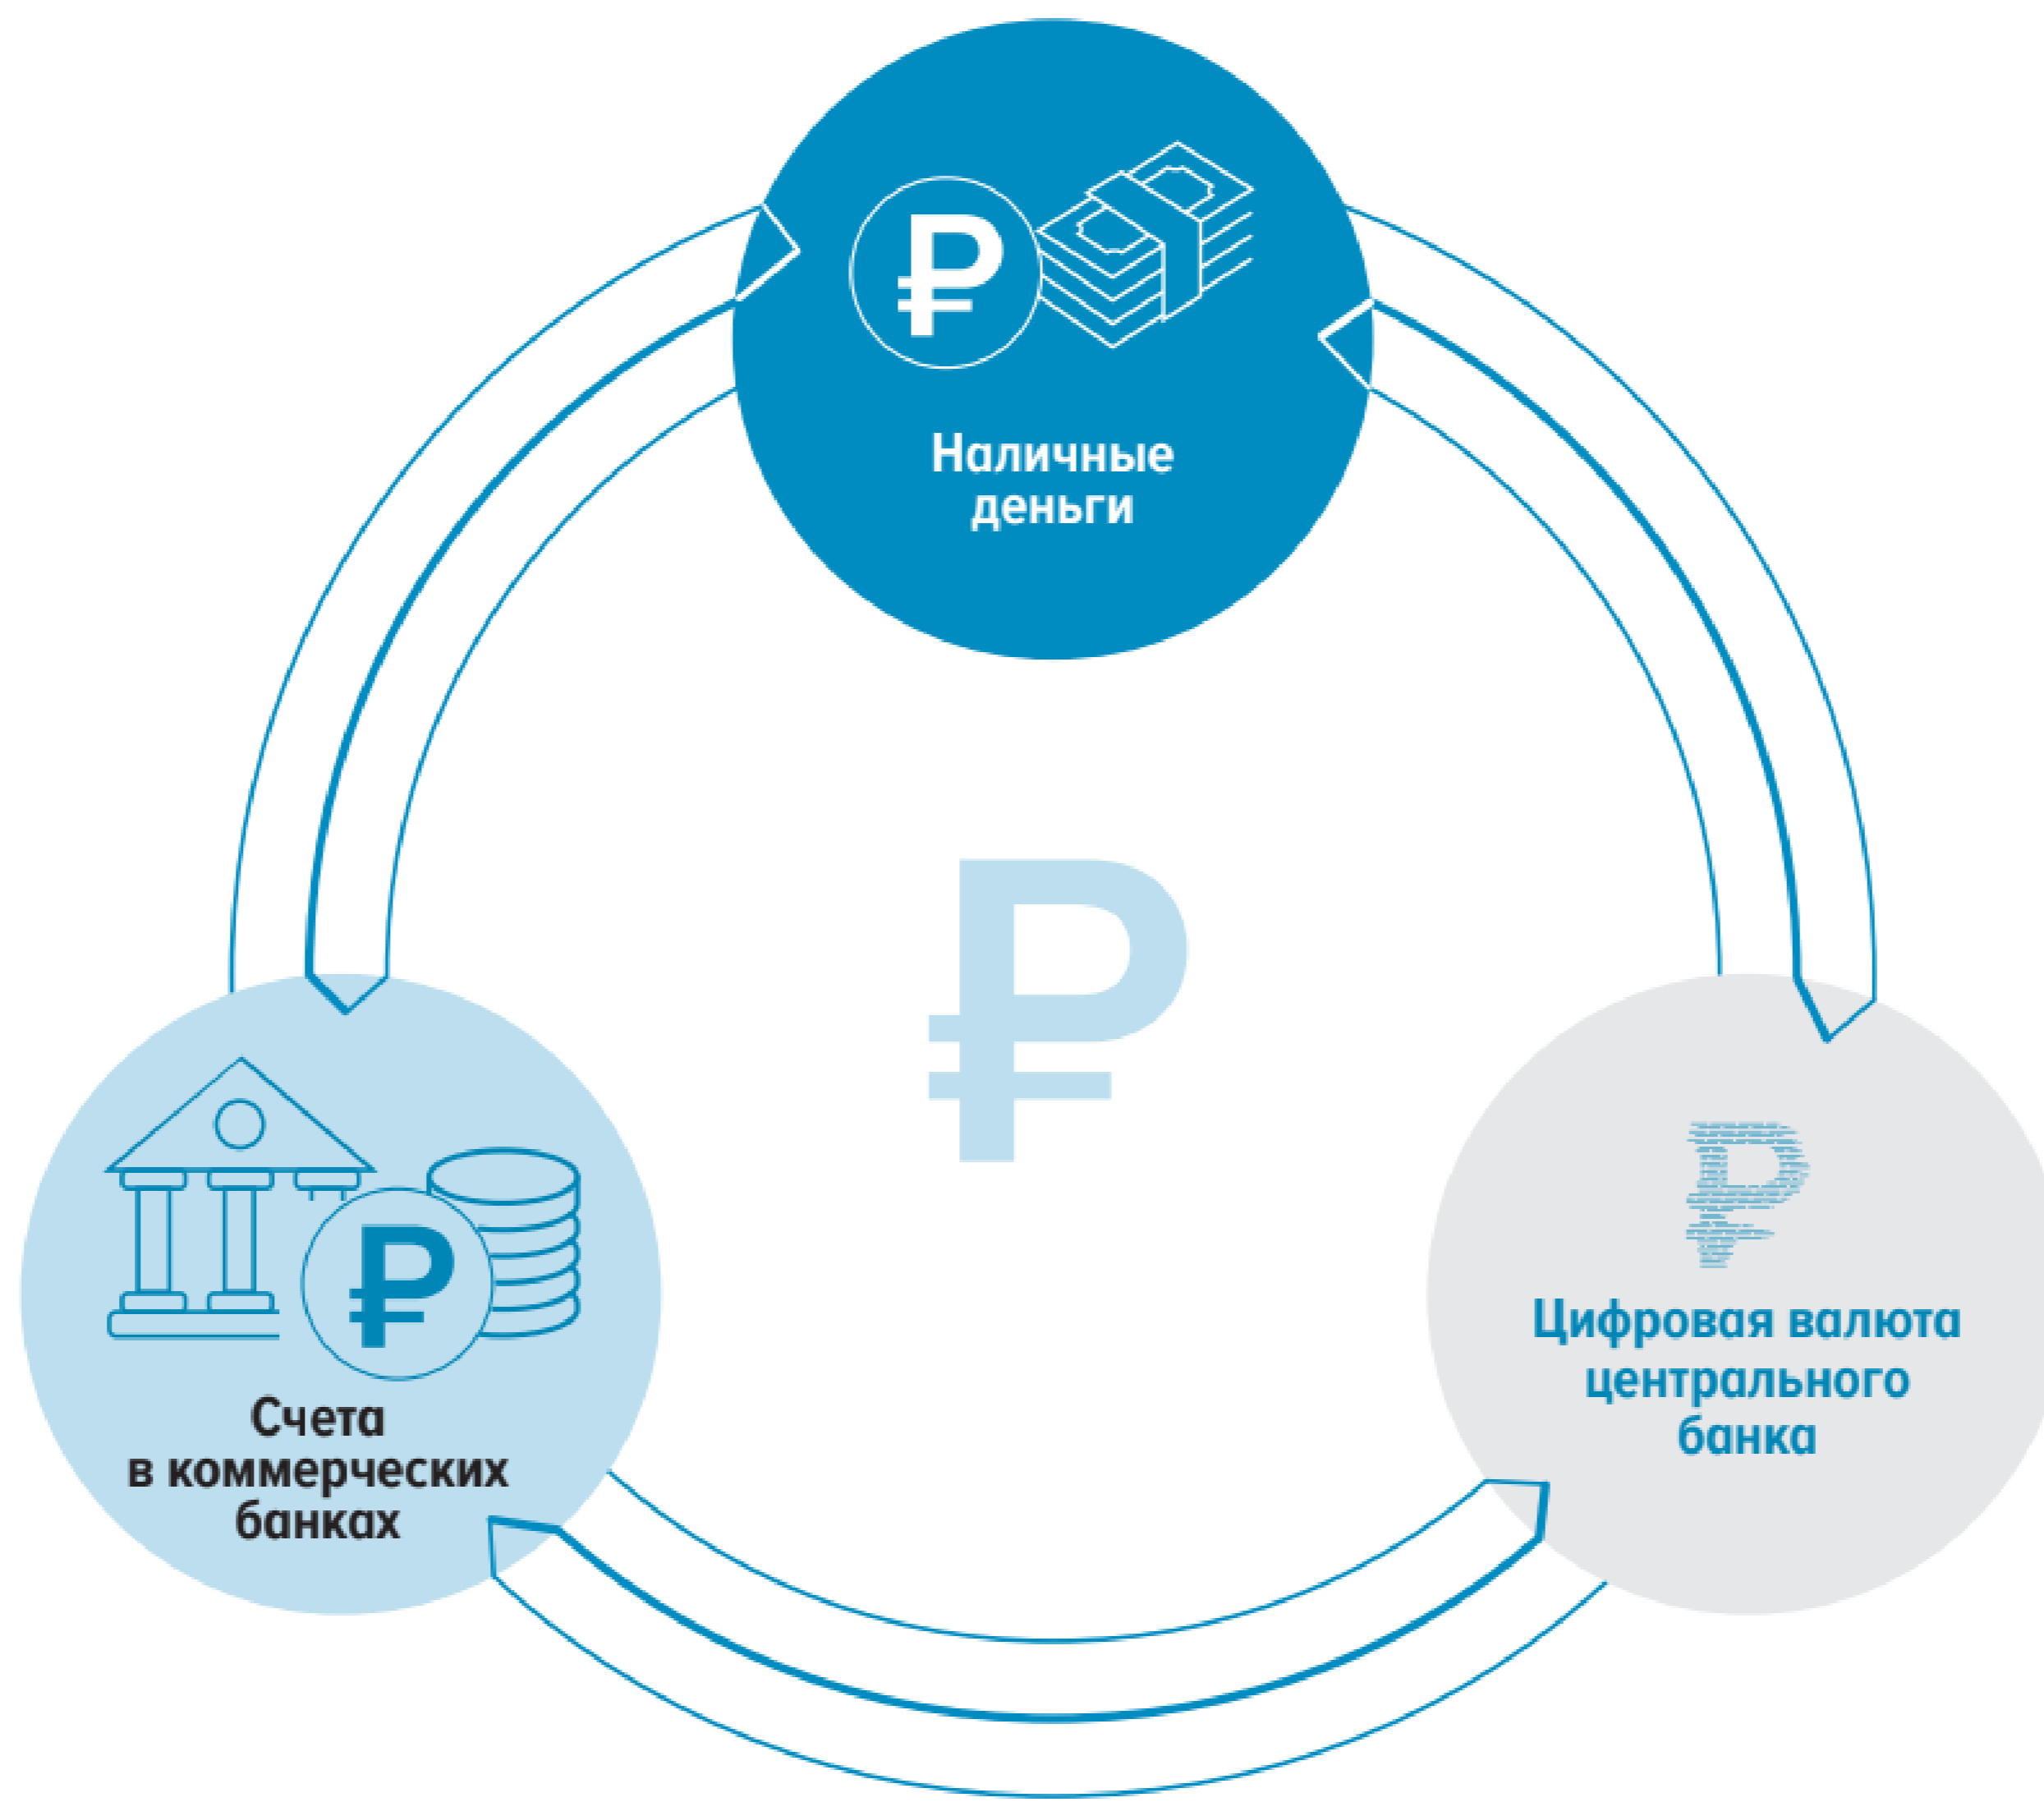 ₽
Наличные
деньги
₽
₽
Счета
в коммерческих
банках
₽
Цифровая валюта
центрального
банка